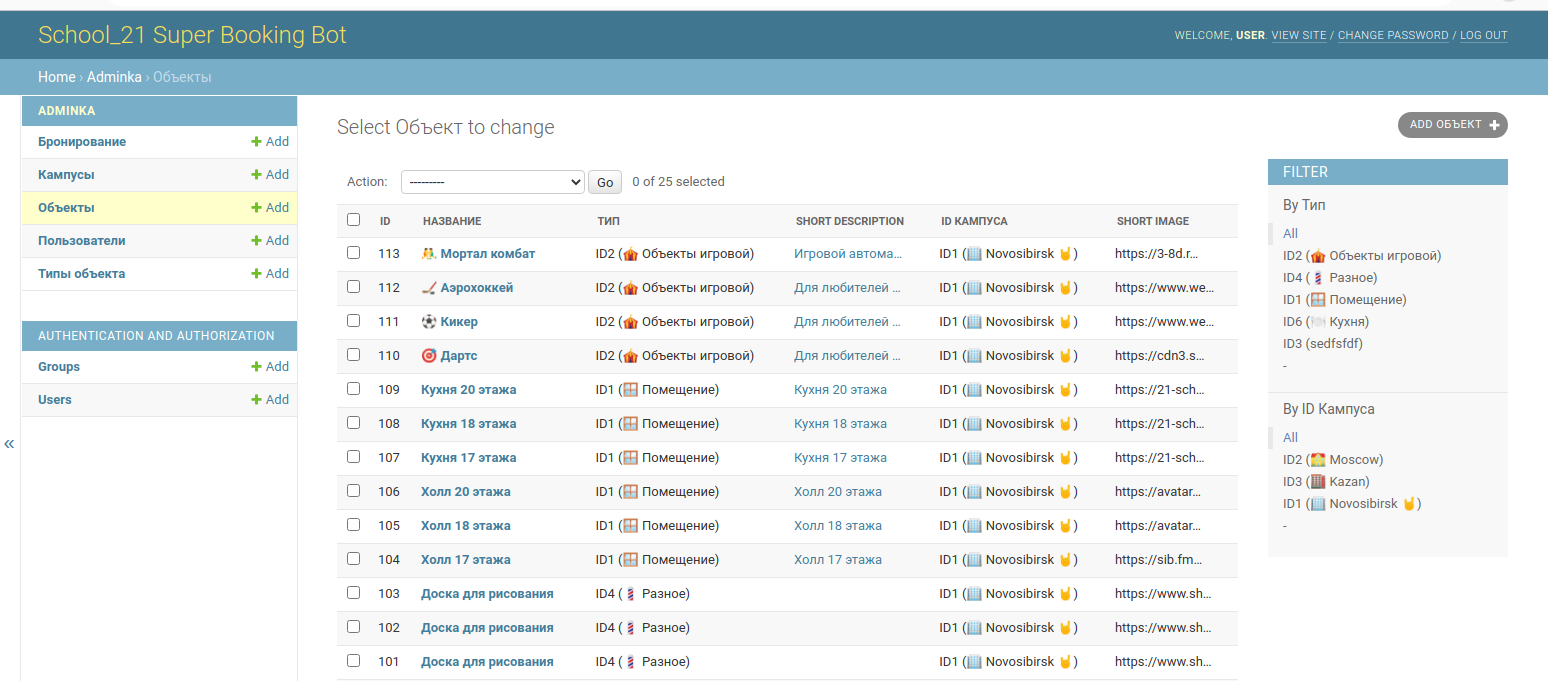 School_21 Super Booking Bot
WELCOME, USER. VIEW SITE / CHANGE PASSWORD / LOG OUT
Home › Adminka › Объекты
ADMINKA
Бронирование Add
Кампусы Add
Объекты Add
Пользователи Add
Типы объекта Add
AUTHENTICATION AND AUTHORIZATION
Groups Add
Users Add
«
Select Объект to change
ADD ОБЪЕКТ
Action: --------- Go 0 of 25 selected
ID НАЗВАНИЕ ТИП SHORT DESCRIPTION ID КАМПУСА SHORT IMAGE
113 🤼 Мортал комбат ID2 (🎪 Объекты игровой) Игровой автома... ID1 (🏢 Novosibirsk 🤘) https://3-8d.r...
112 🏒 Аэрохоккей ID2 (🎪 Объекты игровой) Для любителей ... ID1 (🏢 Novosibirsk 🤘) https://www.we...
111 ⚽ Кикер ID2 (🎪 Объекты игровой) Для любителей ... ID1 (🏢 Novosibirsk 🤘) https://www.we...
110 🎯 Дартс ID2 (🎪 Объекты игровой) Для любителей ... ID1 (🏢 Novosibirsk 🤘) https://cdn3.s...
109 Кухня 20 этажа ID1 (🪟 Помещение) Кухня 20 этажа ID1 (🏢 Novosibirsk 🤘) https://21-sch...
108 Кухня 18 этажа ID1 (🪟 Помещение) Кухня 18 этажа ID1 (🏢 Novosibirsk 🤘) https://21-sch...
107 Кухня 17 этажа ID1 (🪟 Помещение) Кухня 17 этажа ID1 (🏢 Novosibirsk 🤘) https://21-sch...
106 Холл 20 этажа ID1 (🪟 Помещение) Холл 20 этажа ID1 (🏢 Novosibirsk 🤘) https://avatar...
105 Холл 18 этажа ID1 (🪟 Помещение) Холл 18 этажа ID1 (🏢 Novosibirsk 🤘) https://avatar...
104 Холл 17 этажа ID1 (🪟 Помещение) Холл 17 этажа ID1 (🏢 Novosibirsk 🤘) https://sib.fm...
103 Доска для рисования ID4 (💈 Разное) ID1 (🏢 Novosibirsk 🤘) https://www.sh...
102 Доска для рисования ID4 (💈 Разное) ID1 (🏢 Novosibirsk 🤘) https://www.sh...
101 Доска для рисования ID4 (💈 Разное) ID1 (🏢 Novosibirsk 🤘) https://www.sh...
FILTER
By Тип
All
ID2 (🎪 Объекты игровой)
ID4 (💈 Разное)
ID1 (🪟 Помещение)
ID6 (🍽 Кухня)
ID3 (sedfsfdf)
-
By ID Кампуса
All
ID2 (🌅 Moscow)
ID3 (🏢 Kazan)
ID1 (🏢 Novosibirsk 🤘)
-